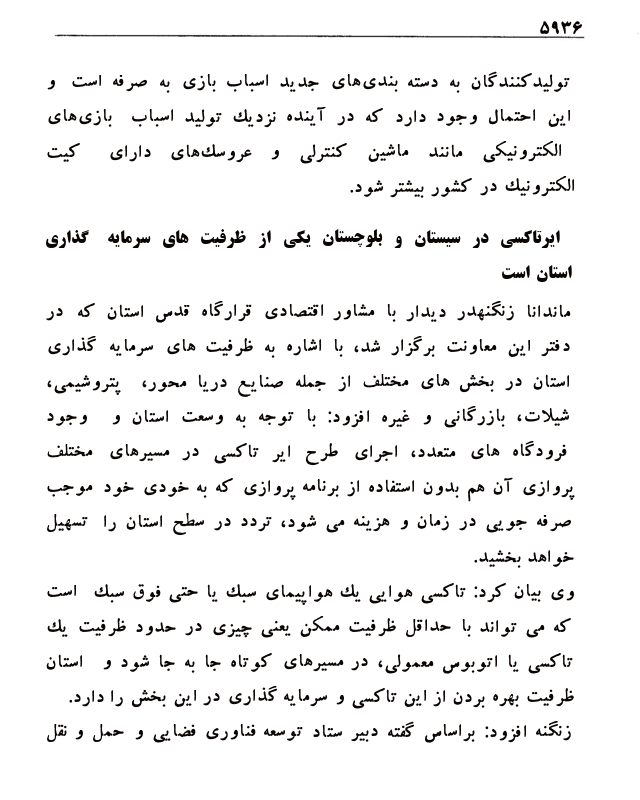 ۵۹۳۶
تولیدکنندگان به دسته بندی‌های جدید اسباب بازی به صرفه است و
این احتمال وجود دارد که در آینده نزدیك تولید اسباب بازی‌های
الکترونیکی مانند ماشین کنترلی و عروسك‌های دارای کیت
الکترونیك در کشور بیشتر شود.
ایرتاکسی در سیستان و بلوچستان یکی از ظرفیت های سرمایه گذاری
استان است
ماندانا زنگنهدر دیدار با مشاور اقتصادی قرارگاه قدس استان که در
دفتر این معاونت برگزار شد، با اشاره به ظرفیت های سرمایه گذاری
استان در بخش های مختلف از جمله صنایع دریا محور، پتروشیمی،
شیلات، بازرگانی و غیره افزود: با توجه به وسعت استان و وجود
فرودگاه های متعدد، اجرای طرح ایر تاکسی در مسیرهای مختلف
پروازی آن هم بدون استفاده از برنامه پروازی که به خودی خود موجب
صرفه جویی در زمان و هزینه می شود، تردد در سطح استان را تسهیل
خواهد بخشید.
وی بیان کرد: تاکسی هوایی یك هواپیمای سبك یا حتی فوق سبك است
که می تواند با حداقل ظرفیت ممکن یعنی چیزی در حدود ظرفیت یك
تاکسی یا اتوبوس معمولی، در مسیرهای کوتاه جا به جا شود و استان
ظرفیت بهره بردن از این تاکسی و سرمایه گذاری در این بخش را دارد.
زنگنه افزود: براساس گفته دبیر ستاد توسعه فناوری فضایی و حمل و نقل